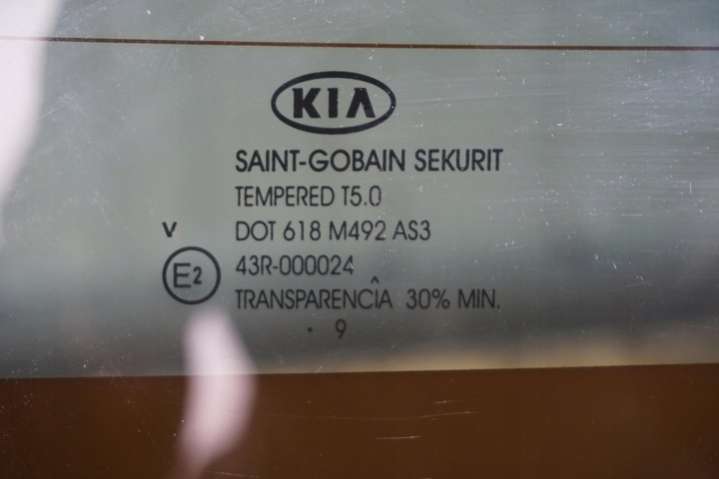 KIA
SAINT-GOBAIN SEKURIT
TEMPERED T5.0
V DOT 618 M492 AS3
E2 43R-000024
TRANSPARENCIA 30% MIN.
. 9